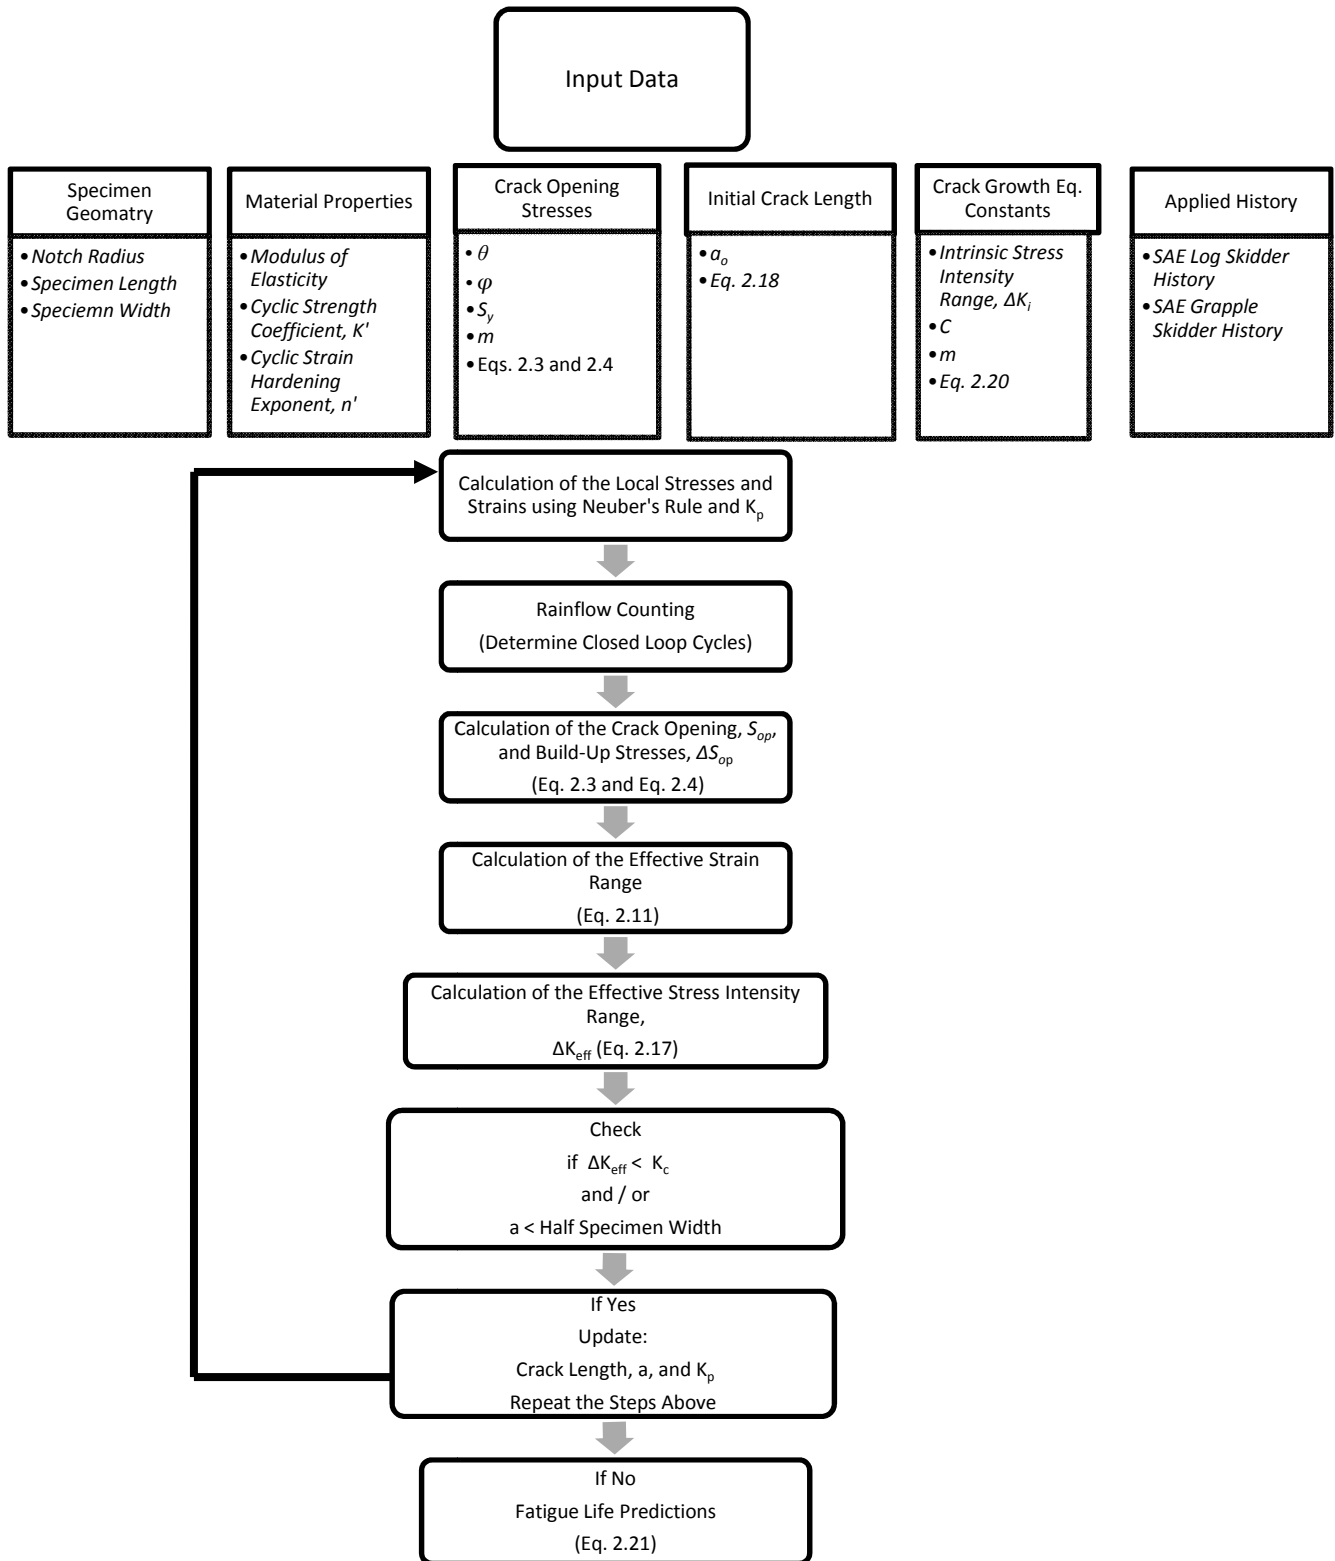 Input Data
Specimen
Geomatry
• Notch Radius
• Specimen Length
• Speciemn Width
Material Properties
• Modulus of
Elasticity
• Cyclic Strength
Coefficient, K'
• Cyclic Strain
Hardening
Exponent, n'
Crack Opening
Stresses
• θ
• φ
• Sy
• m
• Eqs. 2.3 and 2.4
Initial Crack Length
• ao
• Eq. 2.18
Crack Growth Eq.
Constants
• Intrinsic Stress
Intensity
Range, ΔKi
• C
• m
• Eq. 2.20
Applied History
• SAE Log Skidder
History
• SAE Grapple
Skidder History
Calculation of the Local Stresses and
Strains using Neuber's Rule and Kp
Rainflow Counting
(Determine Closed Loop Cycles)
Calculation of the Crack Opening, Sop,
and Build-Up Stresses, ΔSop
(Eq. 2.3 and Eq. 2.4)
Calculation of the Effective Strain
Range
(Eq. 2.11)
Calculation of the Effective Stress Intensity
Range,
ΔKeff (Eq. 2.17)
Check
if ΔKeff < Kc
and / or
a < Half Specimen Width
If Yes
Update:
Crack Length, a, and Kp
Repeat the Steps Above
If No
Fatigue Life Predictions
(Eq. 2.21)